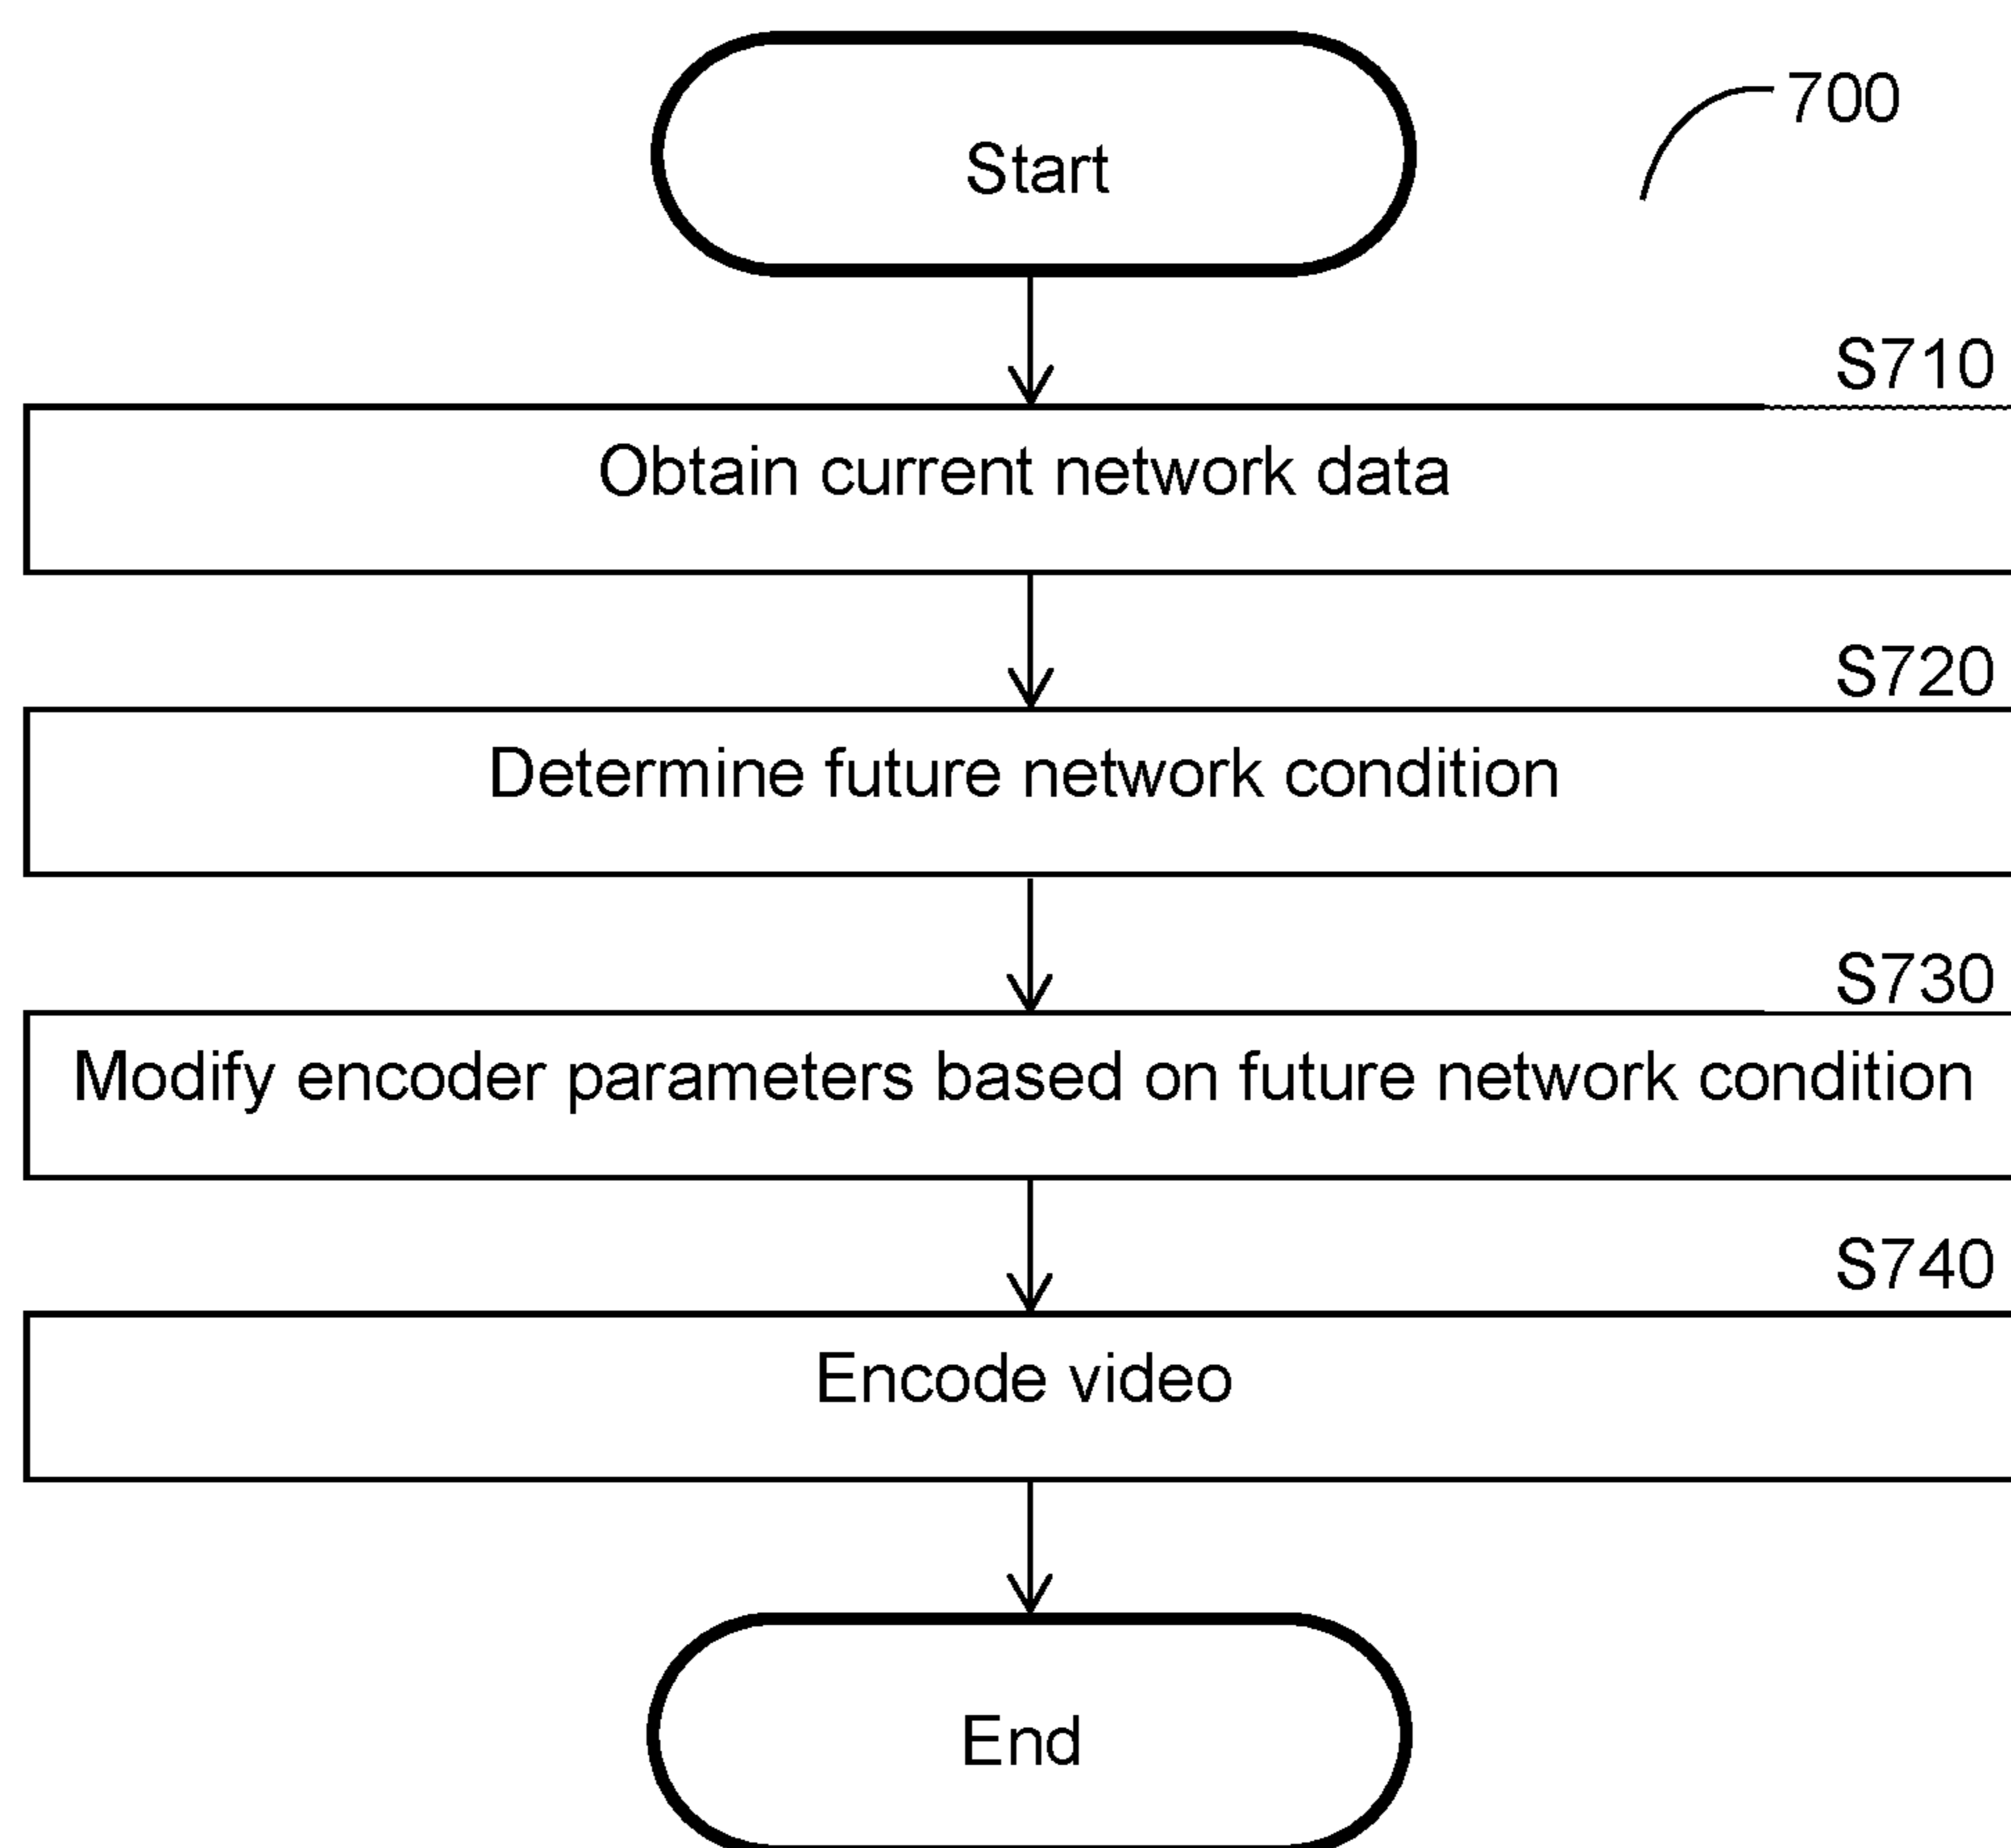 Start
700
S710
Obtain current network data
S720
Determine future network condition
S730
Modify encoder parameters based on future network condition
S740
Encode video
End